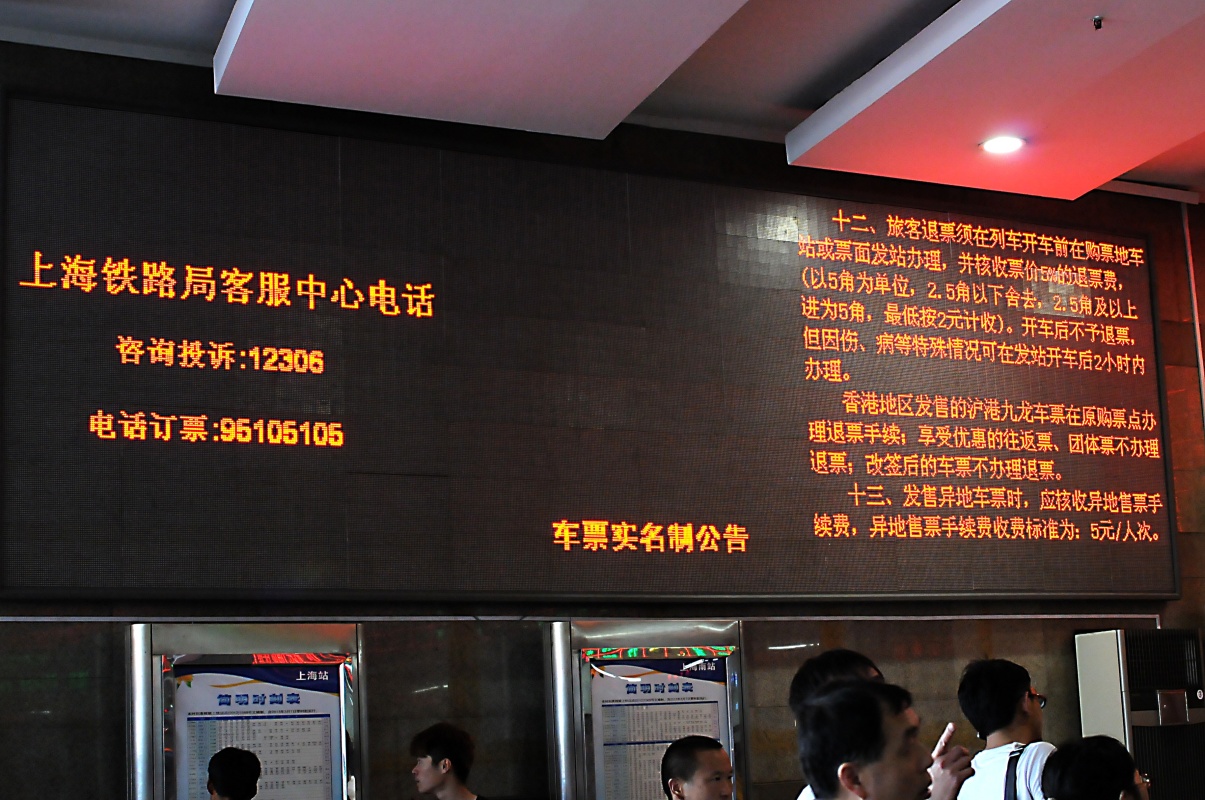 上海铁路局客服中心电话
咨询投诉:12306
电话订票:95105105
车票实名制公告
十二、旅客退票须在列车开车前在购票地车
站或票面发站办理，并核收票价5%的退票费，
(以5角为单位，2.5角以下舍去，2.5角及以上
进为5角，最低按2元计收)。开车后不予退票，
但因伤、病等特殊情况可在发站开车后2小时内
办理。
香港地区发售的沪港九龙车票在原购票点办
理退票手续；享受优惠的往返票、团体票不办理
退票；改签后的车票不办理退票。
十三、发售异地车票时，应核收异地售票手
续费，异地售票手续费收费标准为：5元/人次。
上海站
简明时刻表
上海南站
简明时刻表